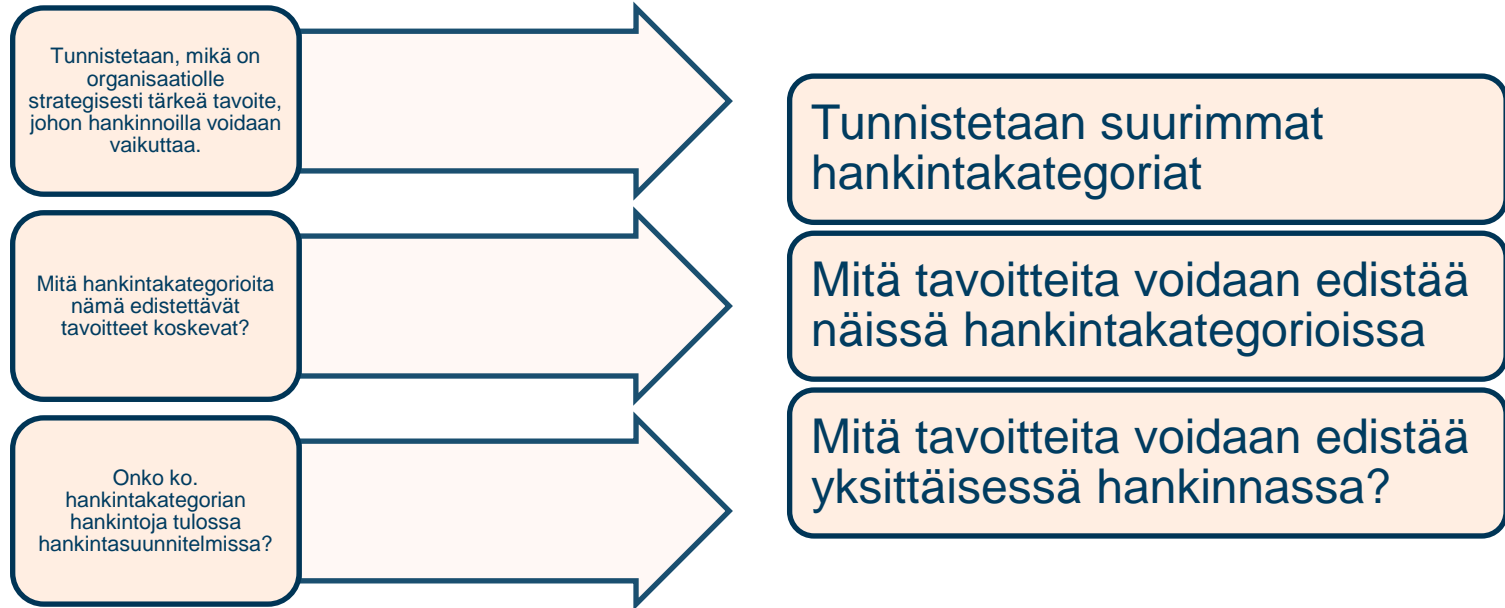 Tunnistetaan, mikä on
organisaatiolle
strategisesti tärkeä tavoite,
johon hankinnoilla voidaan
vaikuttaa.
Mitä hankintakategorioita
nämä edistettävät
tavoitteet koskevat?
Onko ko.
hankintakategorian
hankintoja tulossa
hankintasuunnitelmissa?
Tunnistetaan suurimmat
hankintakategoriat
Mitä tavoitteita voidaan edistää
näissä hankintakategorioissa
Mitä tavoitteita voidaan edistää
yksittäisessä hankinnassa?